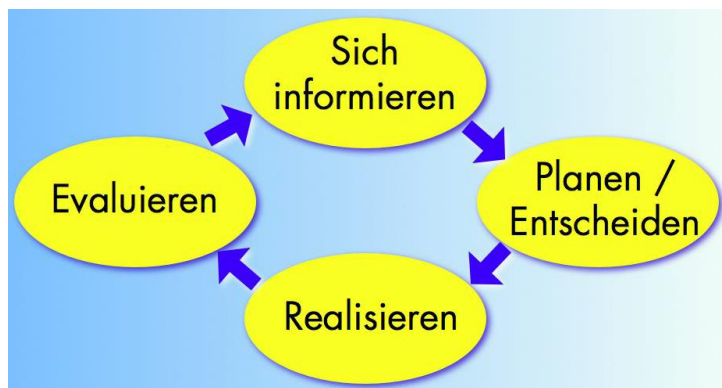 Sich
informieren
Planen /
Entscheiden
Realisieren
Evaluieren